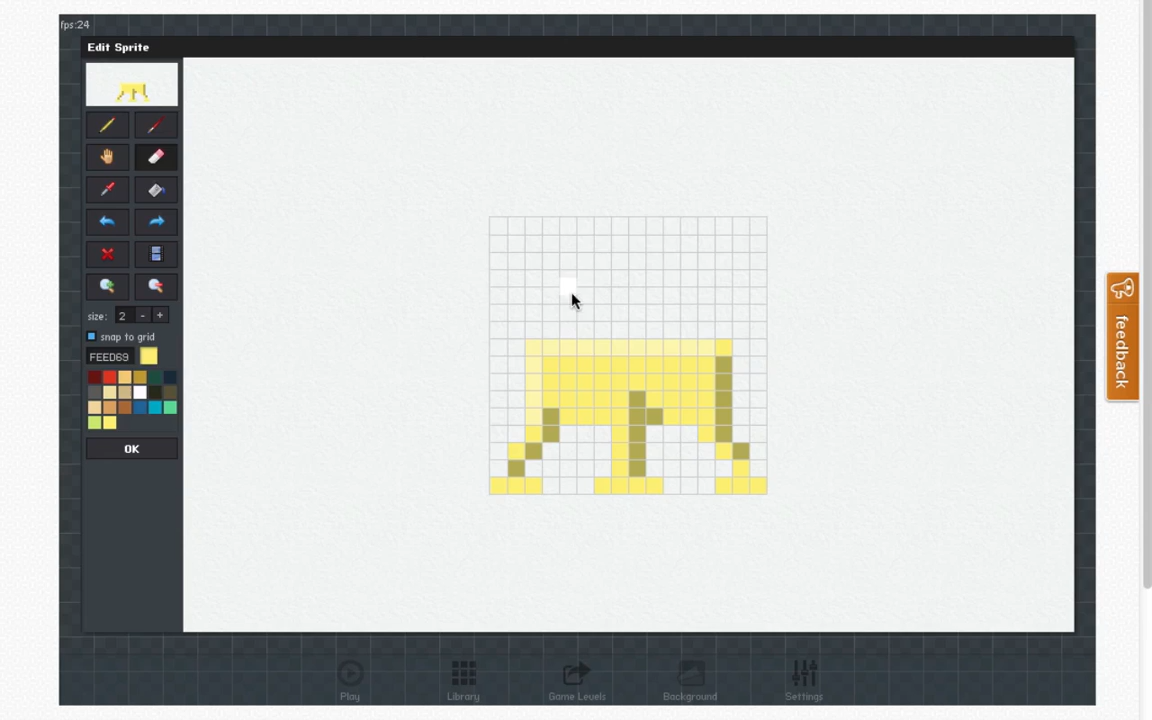 fps:24
Edit Sprite
size: 2 - +
snap to grid
FEED69
OK
feedback
Play
Library
Game Levels
Background
Settings